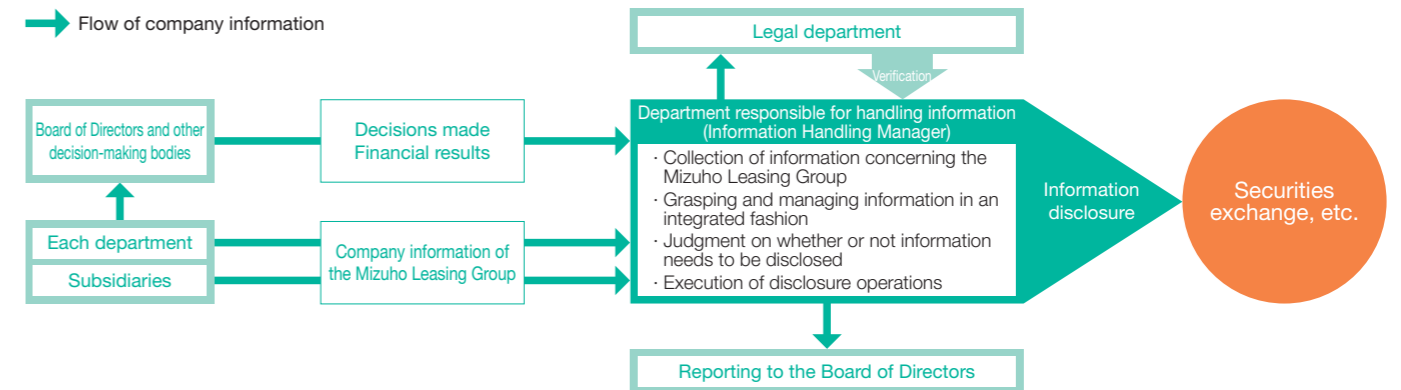 Flow of company information
Legal department
Verification
Board of Directors and other
decision-making bodies
Decisions made
Financial results
Department responsible for handling information
(Information Handling Manager)
· Collection of information concerning the
Mizuho Leasing Group
· Grasping and managing information in an
integrated fashion
· Judgment on whether or not information
needs to be disclosed
· Execution of disclosure operations
Information
disclosure
Securities
exchange, etc.
Each department
Subsidiaries
Company information of
the Mizuho Leasing Group
Reporting to the Board of Directors